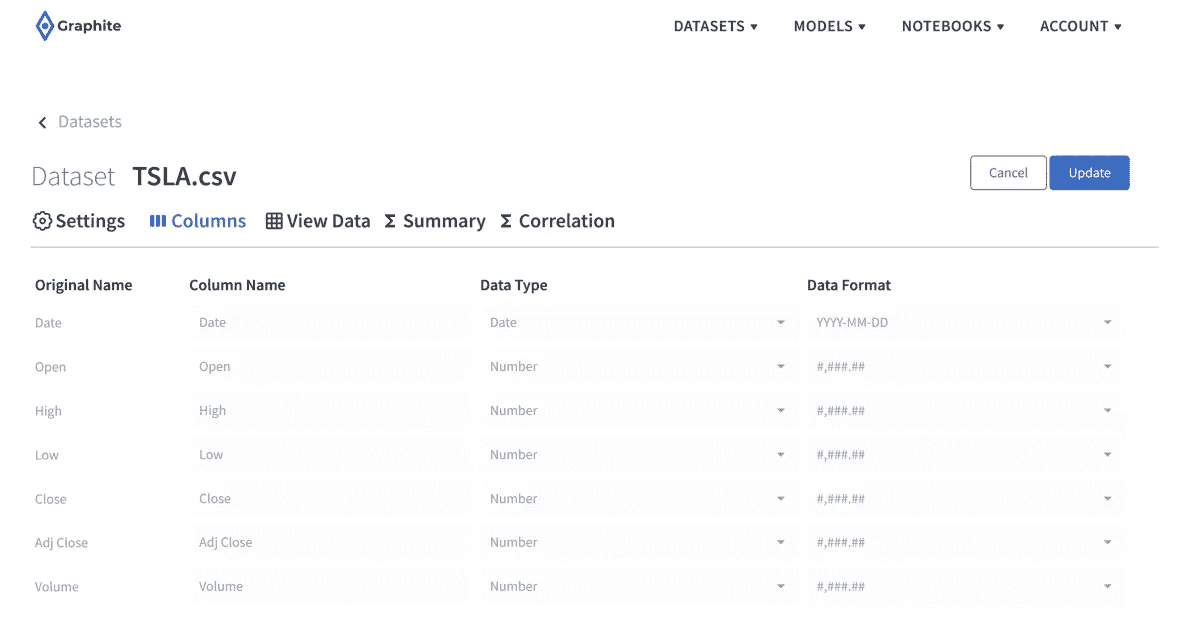 Graphite DATASETS MODELS NOTEBOOKS ACCOUNT
Datasets
Dataset TSLA.csv Cancel Update
Settings Columns View Data Σ Summary Σ Correlation
Original Name Column Name Data Type Data Format
Date Date Date YYYY-MM-DD
Open Open Number #,###.##
High High Number #,###.##
Low Low Number #,###.##
Close Close Number #,###.##
Adj Close Adj Close Number #,###.##
Volume Volume Number #,###.##